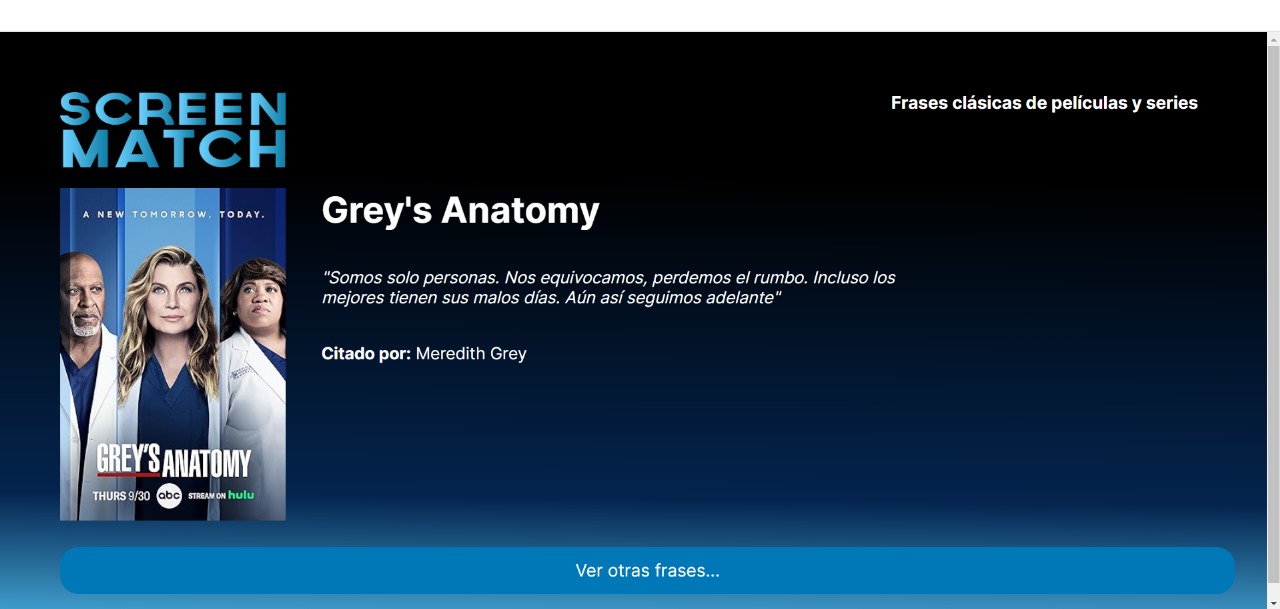 SCREEN
MATCH
Frases clásicas de películas y series
A NEW TOMORROW. TODAY.
GREY'S ANATOMY
THURS 9/30 abc STREAM ON hulu
Grey's Anatomy
"Somos solo personas. Nos equivocamos, perdemos el rumbo. Incluso los
mejores tienen sus malos días. Aún así seguimos adelante"
Citado por: Meredith Grey
Ver otras frases...